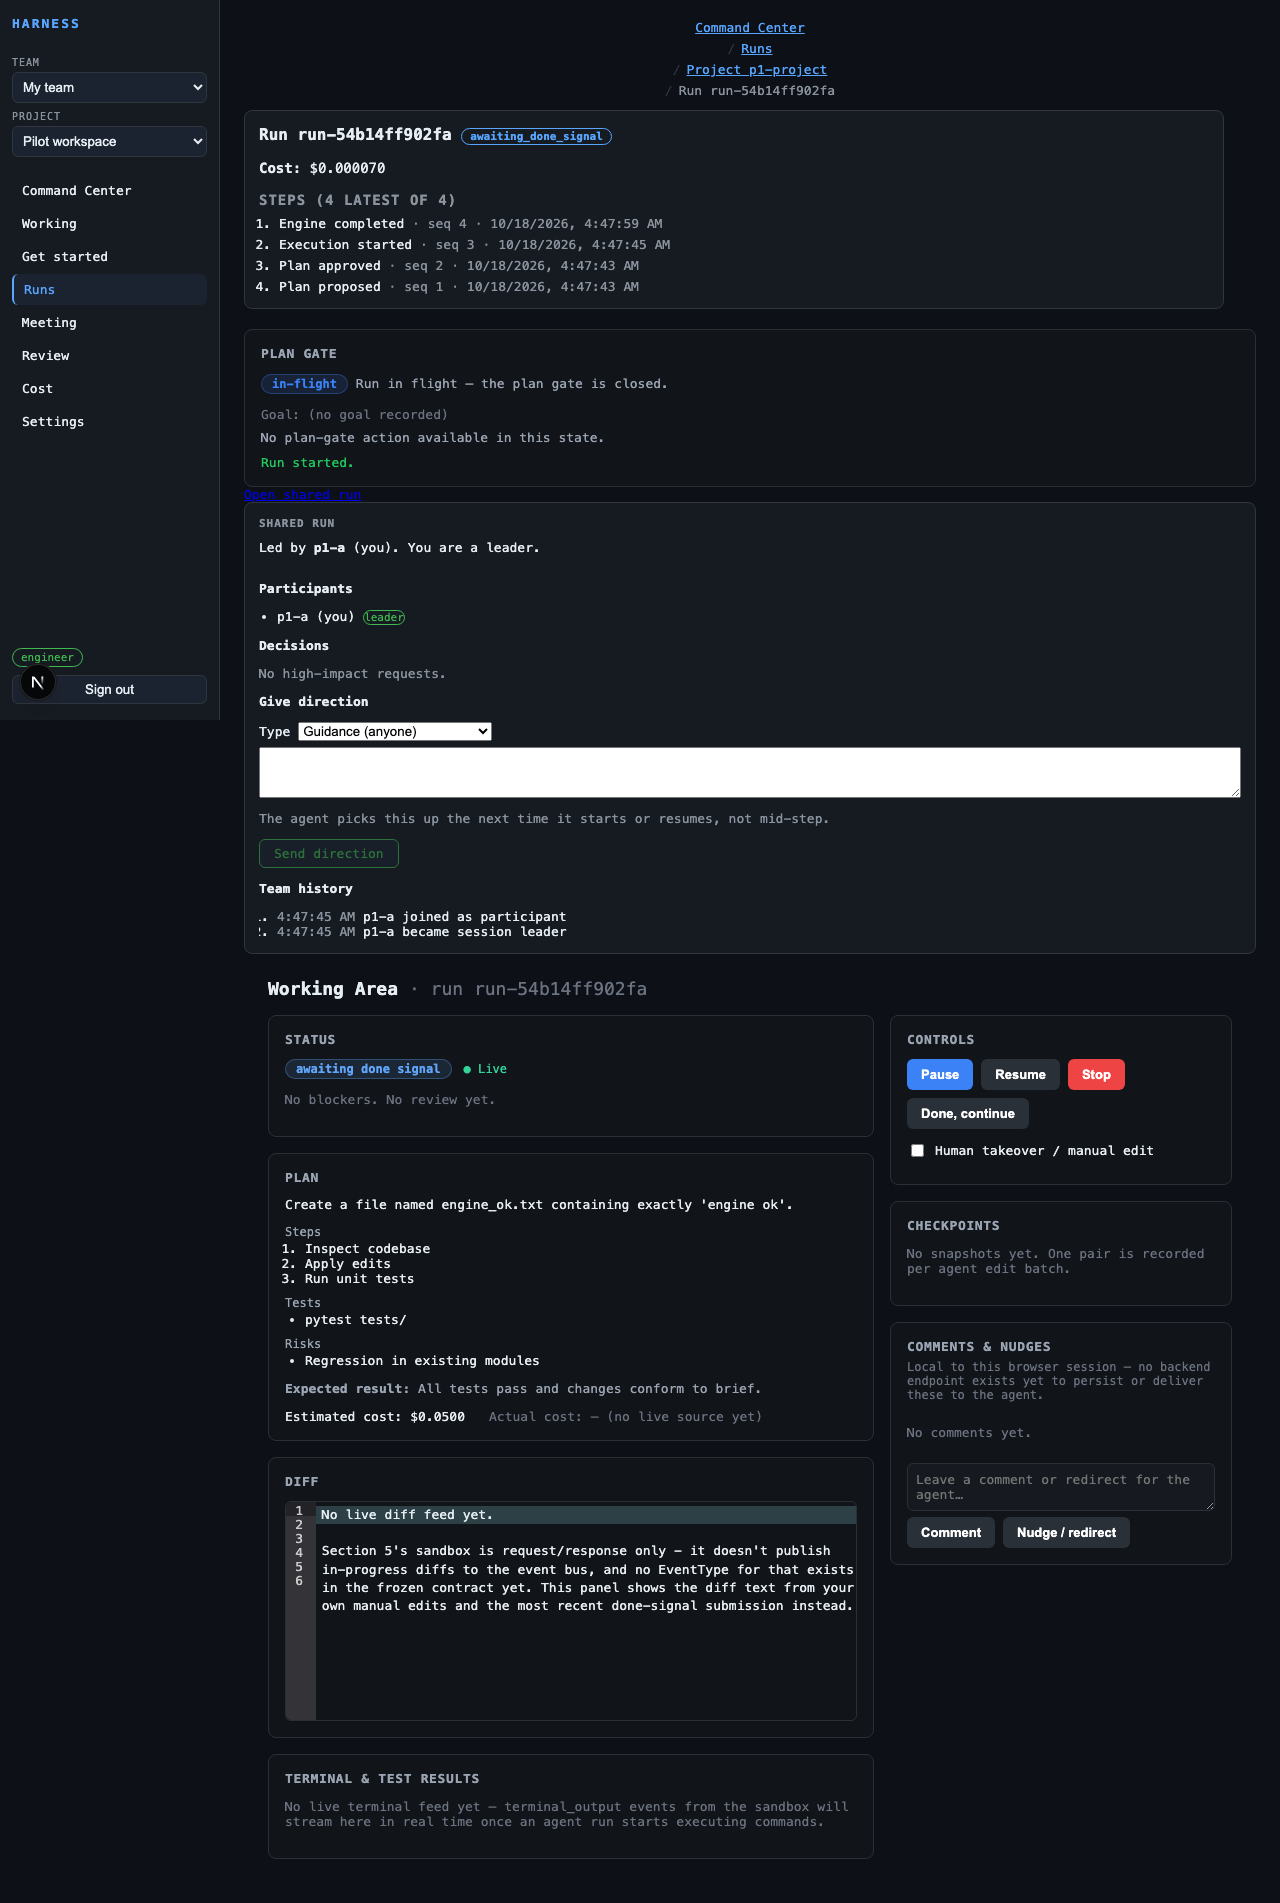 HARNESS
TEAM
My team
PROJECT
Pilot workspace
Command Center
Working
Get started
Runs
Meeting
Review
Cost
Settings
engineer
N
Sign out
Command Center
/ Runs
/ Project p1-project
/ Run run-54b14ff902fa
Run run-54b14ff902fa awaiting_done_signal
Cost: $0.000070
STEPS (4 LATEST OF 4)
1. Engine completed · seq 4 · 10/18/2026, 4:47:59 AM
2. Execution started · seq 3 · 10/18/2026, 4:47:45 AM
3. Plan approved · seq 2 · 10/18/2026, 4:47:43 AM
4. Plan proposed · seq 1 · 10/18/2026, 4:47:43 AM
PLAN GATE
in-flight Run in flight — the plan gate is closed.
Goal: (no goal recorded)
No plan-gate action available in this state.
Run started.
Open shared run
SHARED RUN
Led by p1-a (you). You are a leader.
Participants
• p1-a (you) leader
Decisions
No high-impact requests.
Give direction
Type Guidance (anyone)
The agent picks this up the next time it starts or resumes, not mid-step.
Send direction
Team history
1. 4:47:45 AM p1-a joined as participant
2. 4:47:45 AM p1-a became session leader
Working Area · run run-54b14ff902fa
STATUS
awaiting done signal ● Live
No blockers. No review yet.
PLAN
Create a file named engine_ok.txt containing exactly 'engine ok'.
Steps
1. Inspect codebase
2. Apply edits
3. Run unit tests
Tests
• pytest tests/
Risks
• Regression in existing modules
Expected result: All tests pass and changes conform to brief.
Estimated cost: $0.0500 Actual cost: — (no live source yet)
DIFF
1
2
3
4
5
6
No live diff feed yet.
Section 5's sandbox is request/response only — it doesn't publish
in-progress diffs to the event bus, and no EventType for that exists
in the frozen contract yet. This panel shows the diff text from your
own manual edits and the most recent done-signal submission instead.
TERMINAL & TEST RESULTS
No live terminal feed yet — terminal_output events from the sandbox will
stream here in real time once an agent run starts executing commands.
CONTROLS
Pause Resume Stop
Done, continue
Human takeover / manual edit
CHECKPOINTS
No snapshots yet. One pair is recorded
per agent edit batch.
COMMENTS & NUDGES
Local to this browser session — no backend
endpoint exists yet to persist or deliver
these to the agent.
No comments yet.
Leave a comment or redirect for the
agent…
Comment Nudge / redirect